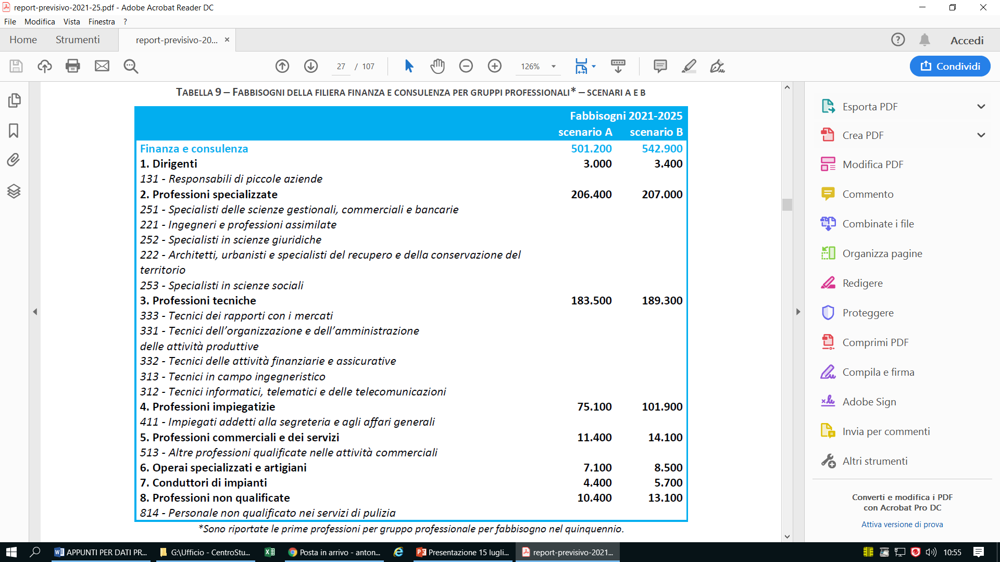 report-previsivo-2021-25.pdf - Adobe Acrobat Reader DC
File Modifica Vista Finestra ?
Home Strumenti report-previsivo-20... × Accedi
27 / 107 126% Condividi
TABELLA 9 – FABBISOGNI DELLA FILIERA FINANZA E CONSULENZA PER GRUPPI PROFESSIONALI* – SCENARI A E B
Fabbisogni 2021-2025
scenario A scenario B
Finanza e consulenza 501.200 542.900
1. Dirigenti 3.000 3.400
131 - Responsabili di piccole aziende
2. Professioni specializzate 206.400 207.000
251 - Specialisti delle scienze gestionali, commerciali e bancarie
221 - Ingegneri e professioni assimilate
252 - Specialisti in scienze giuridiche
222 - Architetti, urbanisti e specialisti del recupero e della conservazione del
territorio
253 - Specialisti in scienze sociali
3. Professioni tecniche 183.500 189.300
333 - Tecnici dei rapporti con i mercati
331 - Tecnici dell’organizzazione e dell’amministrazione
delle attività produttive
332 - Tecnici delle attività finanziarie e assicurative
313 - Tecnici in campo ingegneristico
312 - Tecnici informatici, telematici e delle telecomunicazioni
4. Professioni impiegatizie 75.100 101.900
411 - Impiegati addetti alla segreteria e agli affari generali
5. Professioni commerciali e dei servizi 11.400 14.100
513 - Altre professioni qualificate nelle attività commerciali
6. Operai specializzati e artigiani 7.100 8.500
7. Conduttori di impianti 4.400 5.700
8. Professioni non qualificate 10.400 13.100
814 - Personale non qualificato nei servizi di pulizia
*Sono riportate le prime professioni per gruppo professionale per fabbisogno nel quinquennio.
Esporta PDF
Crea PDF
Modifica PDF
Commento
Combinate i file
Organizza pagine
Redigere
Proteggere
Comprimi PDF
Compila e firma
Adobe Sign
Invia per commenti
Altri strumenti
Converti e modifica i PDF
con Acrobat Pro DC
Attiva versione di prova
APPUNTI PER DATI PR... G:\Ufficio - CentroStu... Posta in arrivo - anton... Presentazione 15 lugli... report-previsivo-2021... 10:55